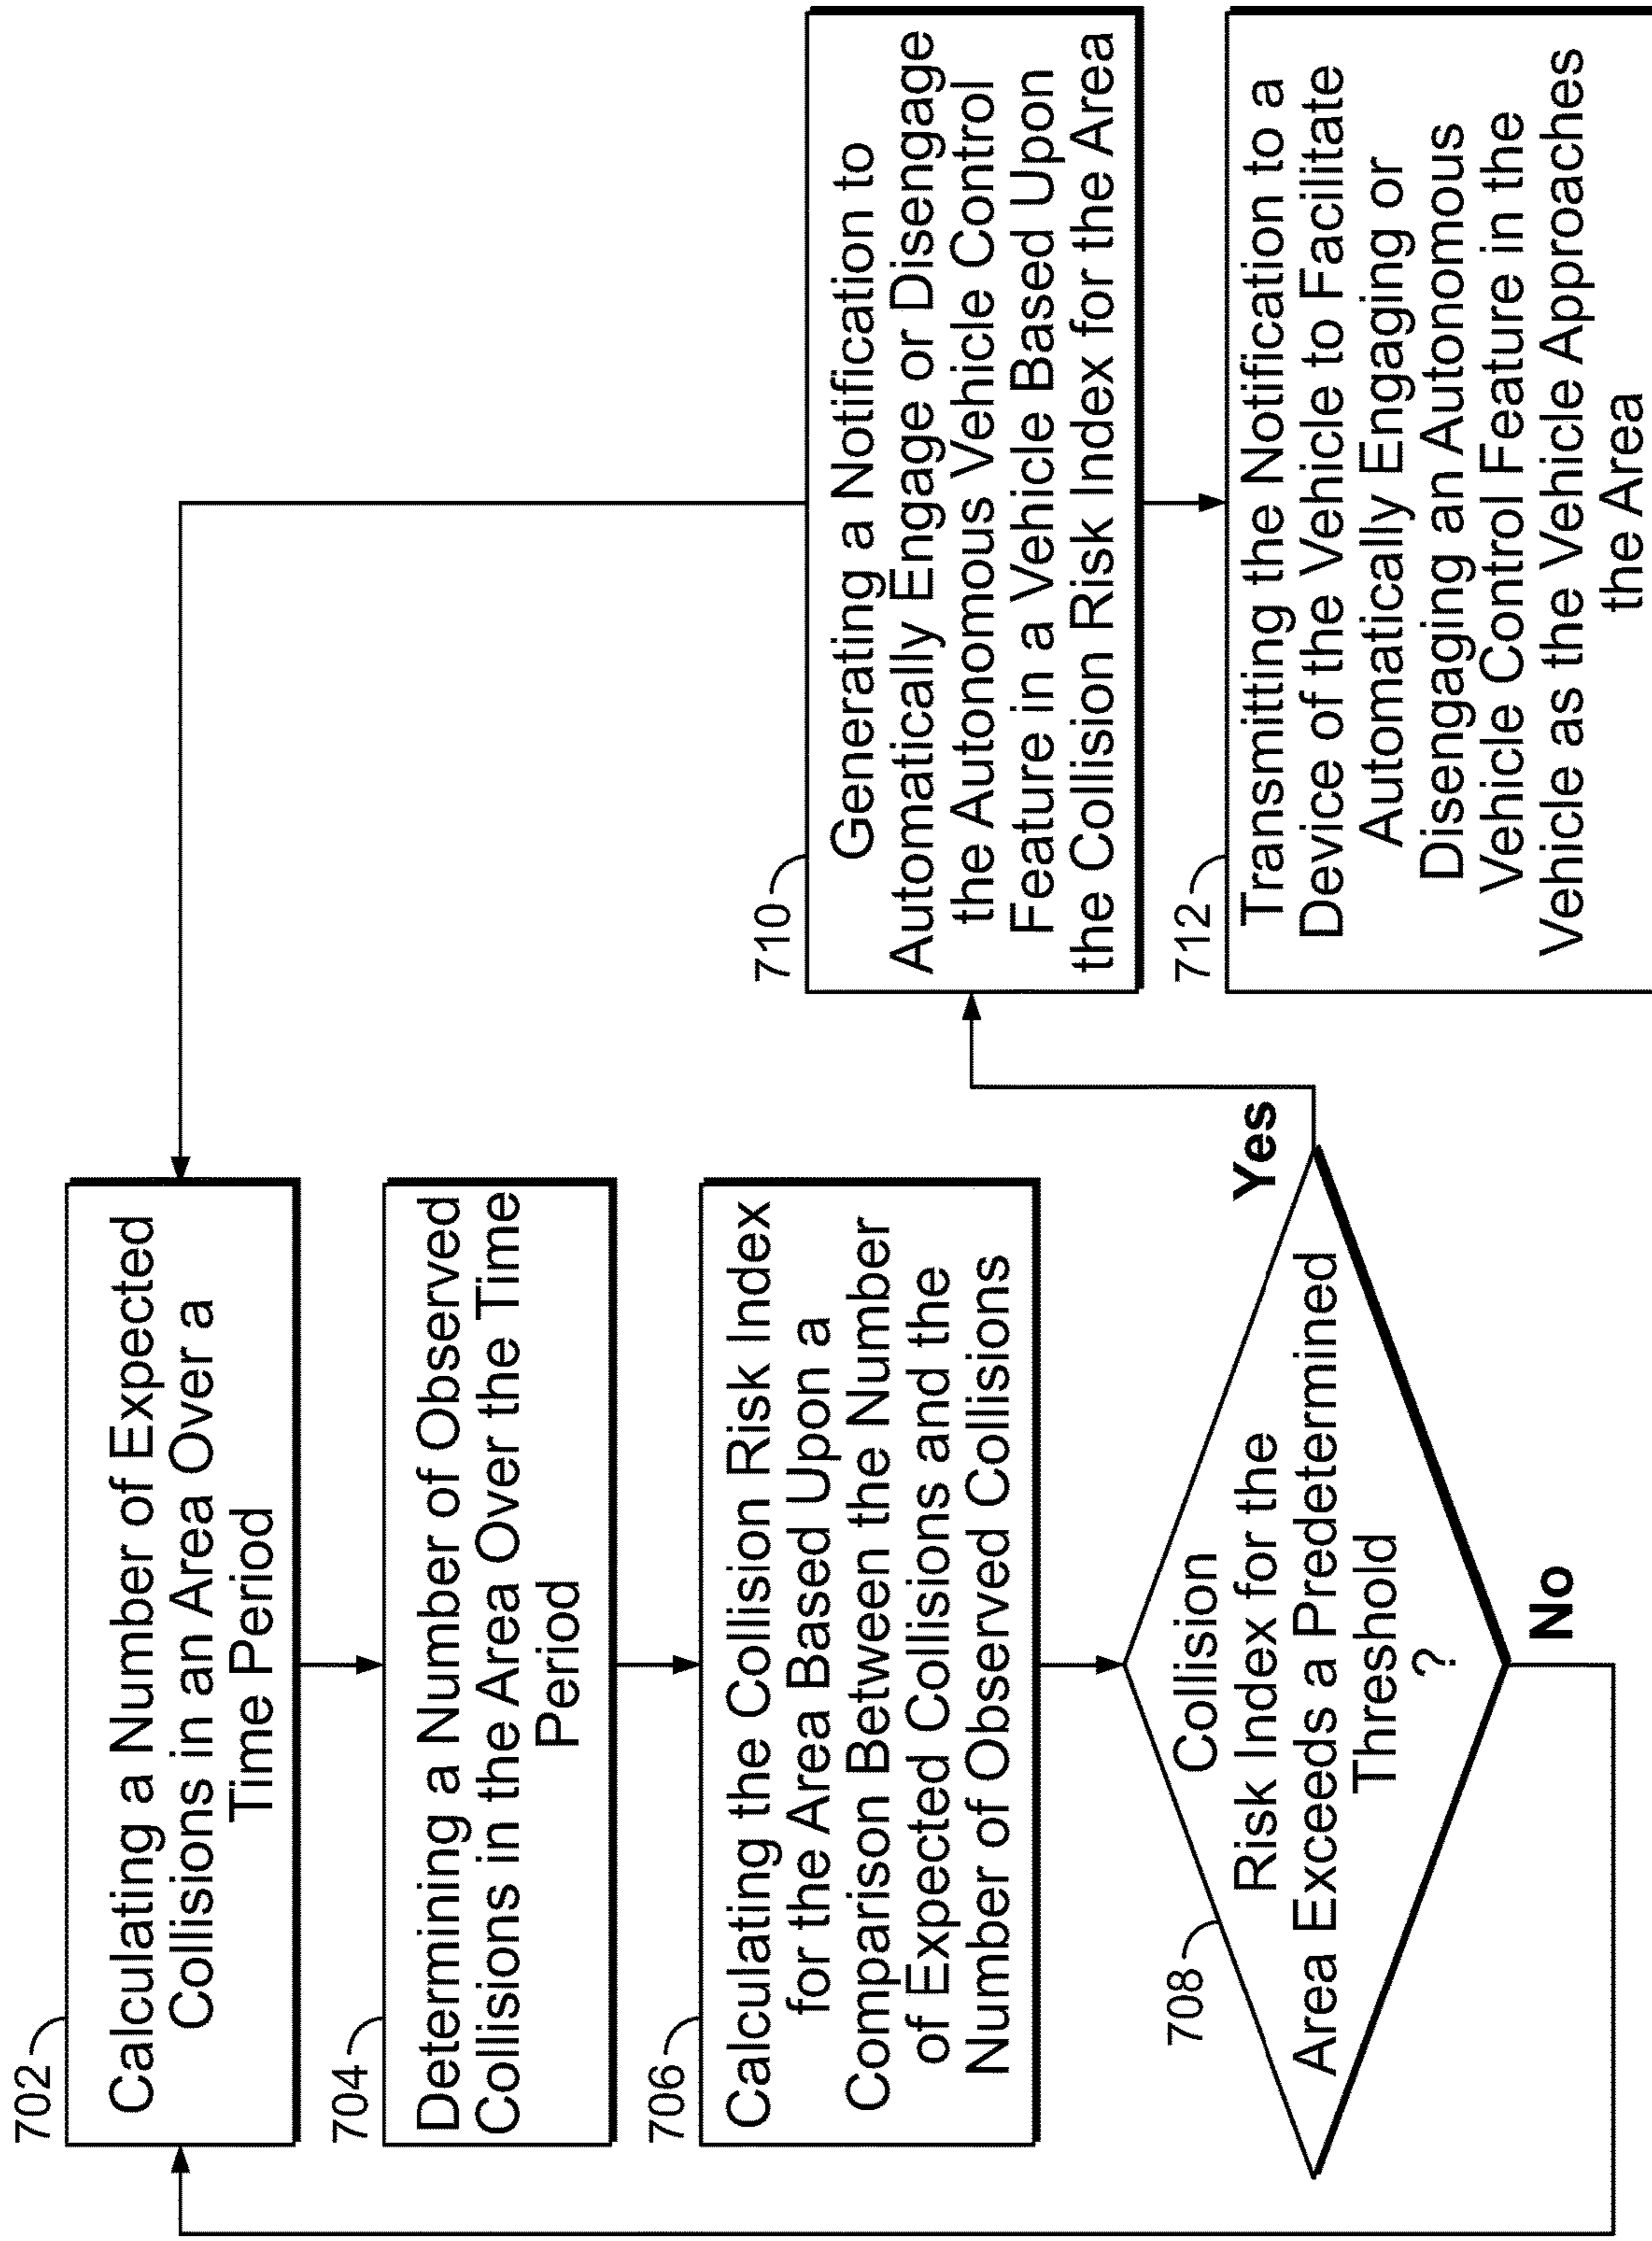 702
Calculating a Number of Expected
Collisions in an Area Over a
Time Period
704
Determining a Number of Observed
Collisions in the Area Over the Time
Period
706
Calculating the Collision Risk Index
for the Area Based Upon a
Comparison Between the Number
of Expected Collisions and the
Number of Observed Collisions
708
Collision
Risk Index for the
Area Exceeds a Predetermined
Threshold
?
Yes
No
710
Generating a Notification to
Automatically Engage or Disengage
the Autonomous Vehicle Control
Feature in a Vehicle Based Upon
the Collision Risk Index for the Area
712
Transmitting the Notification to a
Device of the Vehicle to Facilitate
Automatically Engaging or
Disengaging an Autonomous
Vehicle Control Feature in the
Vehicle as the Vehicle Approaches
the Area